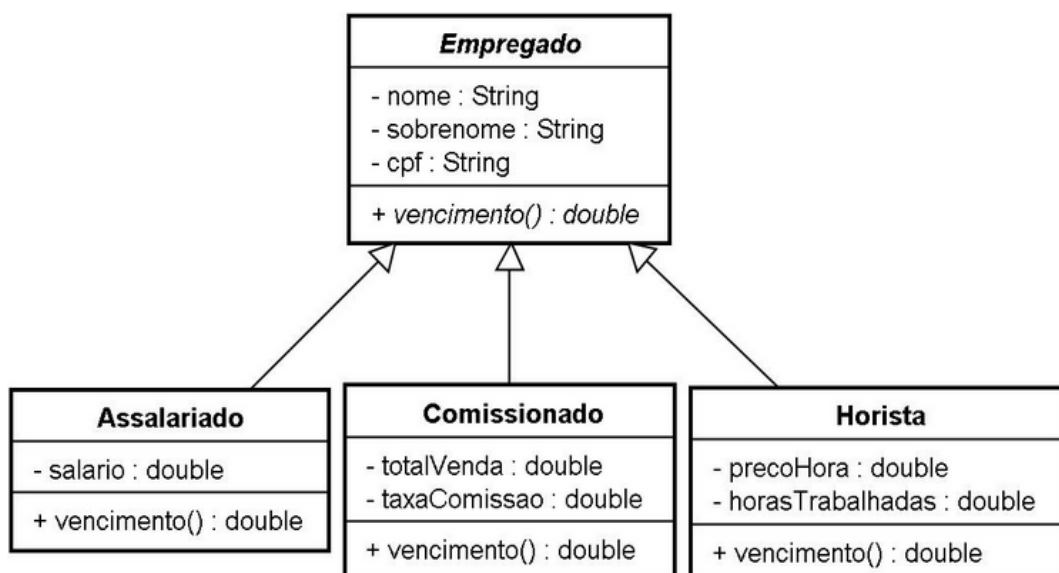 Empregado
- nome : String
- sobrenome : String
- cpf : String
+ vencimento() : double
Assalariado
- salario : double
+ vencimento() : double
Comissionado
- totalVenda : double
- taxaComissao : double
+ vencimento() : double
Horista
- precoHora : double
- horasTrabalhadas : double
+ vencimento() : double